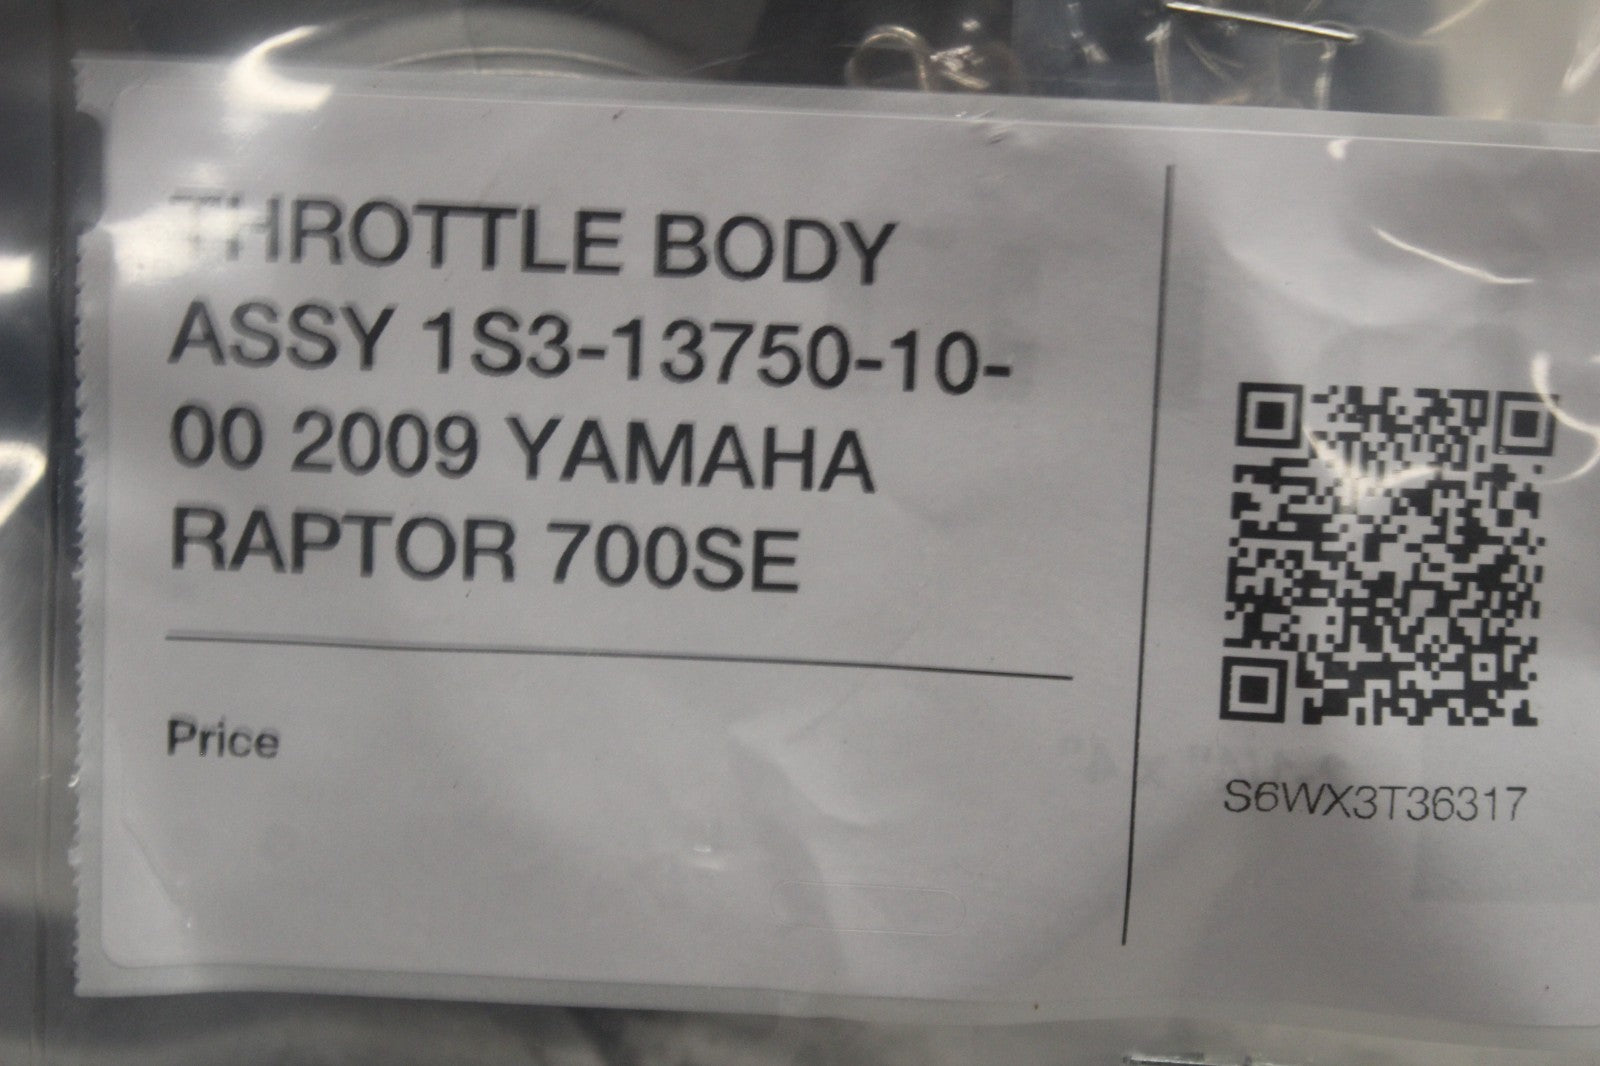 THROTTLE BODY
ASSY 1S3-13750-10-
00 2009 YAMAHA
RAPTOR 700SE
Price
S6WX3T36317